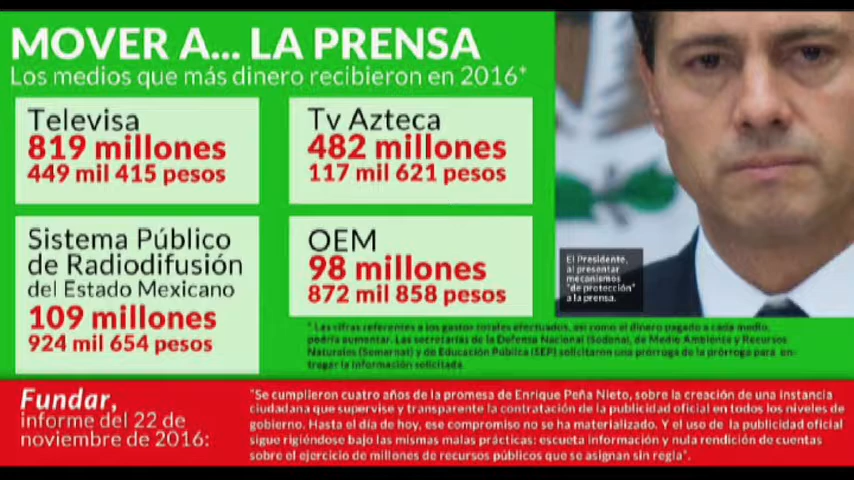 MOVER A... LA PRENSA
Los medios que más dinero recibieron en 2016*
Televisa
819 millones
449 mil 415 pesos
Tv Azteca
482 millones
117 mil 621 pesos
Sistema Público
de Radiodifusión
del Estado Mexicano
109 millones
924 mil 654 pesos
OEM
98 millones
872 mil 858 pesos
El Presidente,
al presentar
mecanismos
"de protección"
a la prensa.
* Las cifras referentes a los gastos totales efectuados, así como el dinero pagado a cada medio,
podría aumentar. Las secretarías de la Defensa Nacional (Sedena), de Medio Ambiente y Recursos
Naturales (Semarnat) y de Educación Pública (SEP) solicitaron una prórroga de la prórroga para en-
tregar la información solicitada.
Fundar,
informe del 22 de
noviembre de 2016:
"Se cumplieron cuatro años de la promesa de Enrique Peña Nieto, sobre la creación de una instancia
ciudadana que supervise y transparente la contratación de la publicidad oficial en todos los niveles de
gobierno. Hasta el día de hoy, ese compromiso no se ha materializado. Y el uso de la publicidad oficial
sigue rigiéndose bajo las mismas malas prácticas: escueta información y nula rendición de cuentas
sobre el ejercicio de millones de recursos públicos que se asignan sin regla".